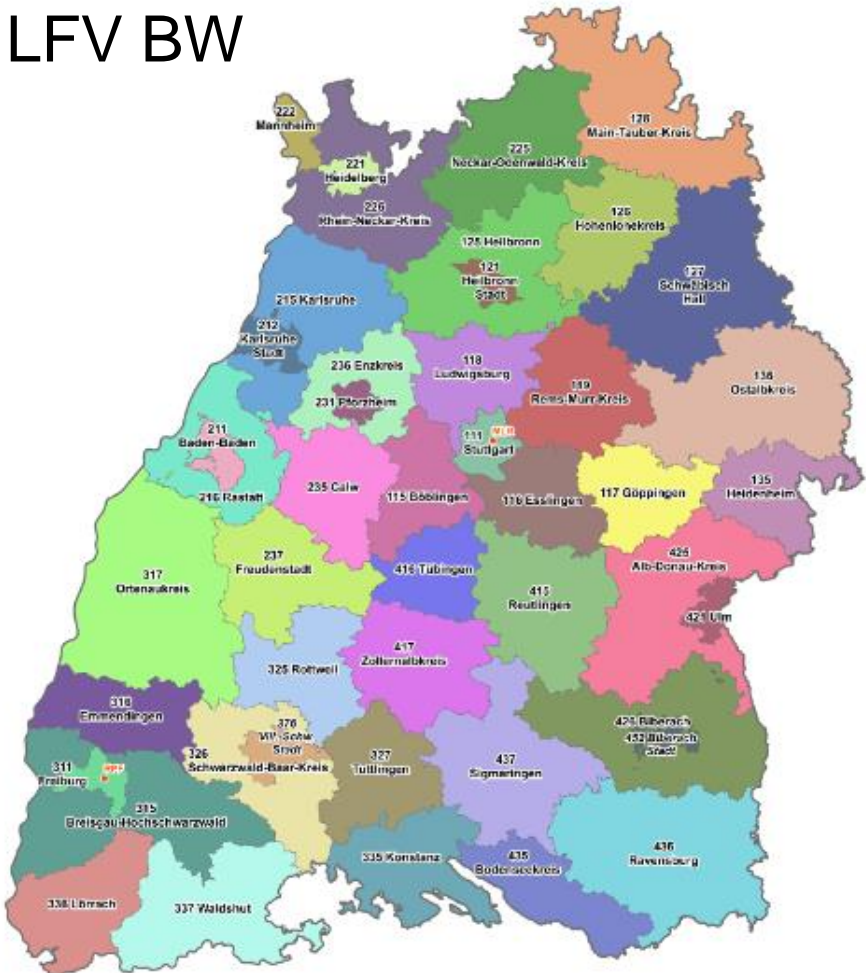 LFV BW
222
Mannheim
128
Main-Tauber-Kreis
225
Neckar-Odenwald-Kreis
221
Heidelberg
226
Rhein-Neckar-Kreis
126
Hohenlohekreis
125 Heilbronn
121
Heilbronn
Stadt
127
Schwäbisch
Hall
215 Karlsruhe
212
Karlsruhe
Stadt
236 Enzkreis
231 Pforzheim
118
Ludwigsburg
119
Rems-Murr-Kreis
136
Ostalbkreis
211
Baden-Baden
216 Rastatt
111
Stuttgart
MLR
235 Calw
115 Böblingen
116 Esslingen
117 Göppingen
135
Heidenheim
317
Ortenaukreis
237
Freudenstadt
416 Tübingen
415
Reutlingen
425
Alb-Donau-Kreis
421 Ulm
325 Rottweil
417
Zollernalbkreis
316
Emmendingen
326
Schwarzwald-Baar-Kreis
Stadt
327
Tuttlingen
437
Sigmaringen
426 Biberach
Biberach
Stadt
311
Freiburg
315
Breisgau-Hochschwarzwald
336 Lörrach
337 Waldshut
335 Konstanz
435
Bodenseekreis
436
Ravensburg